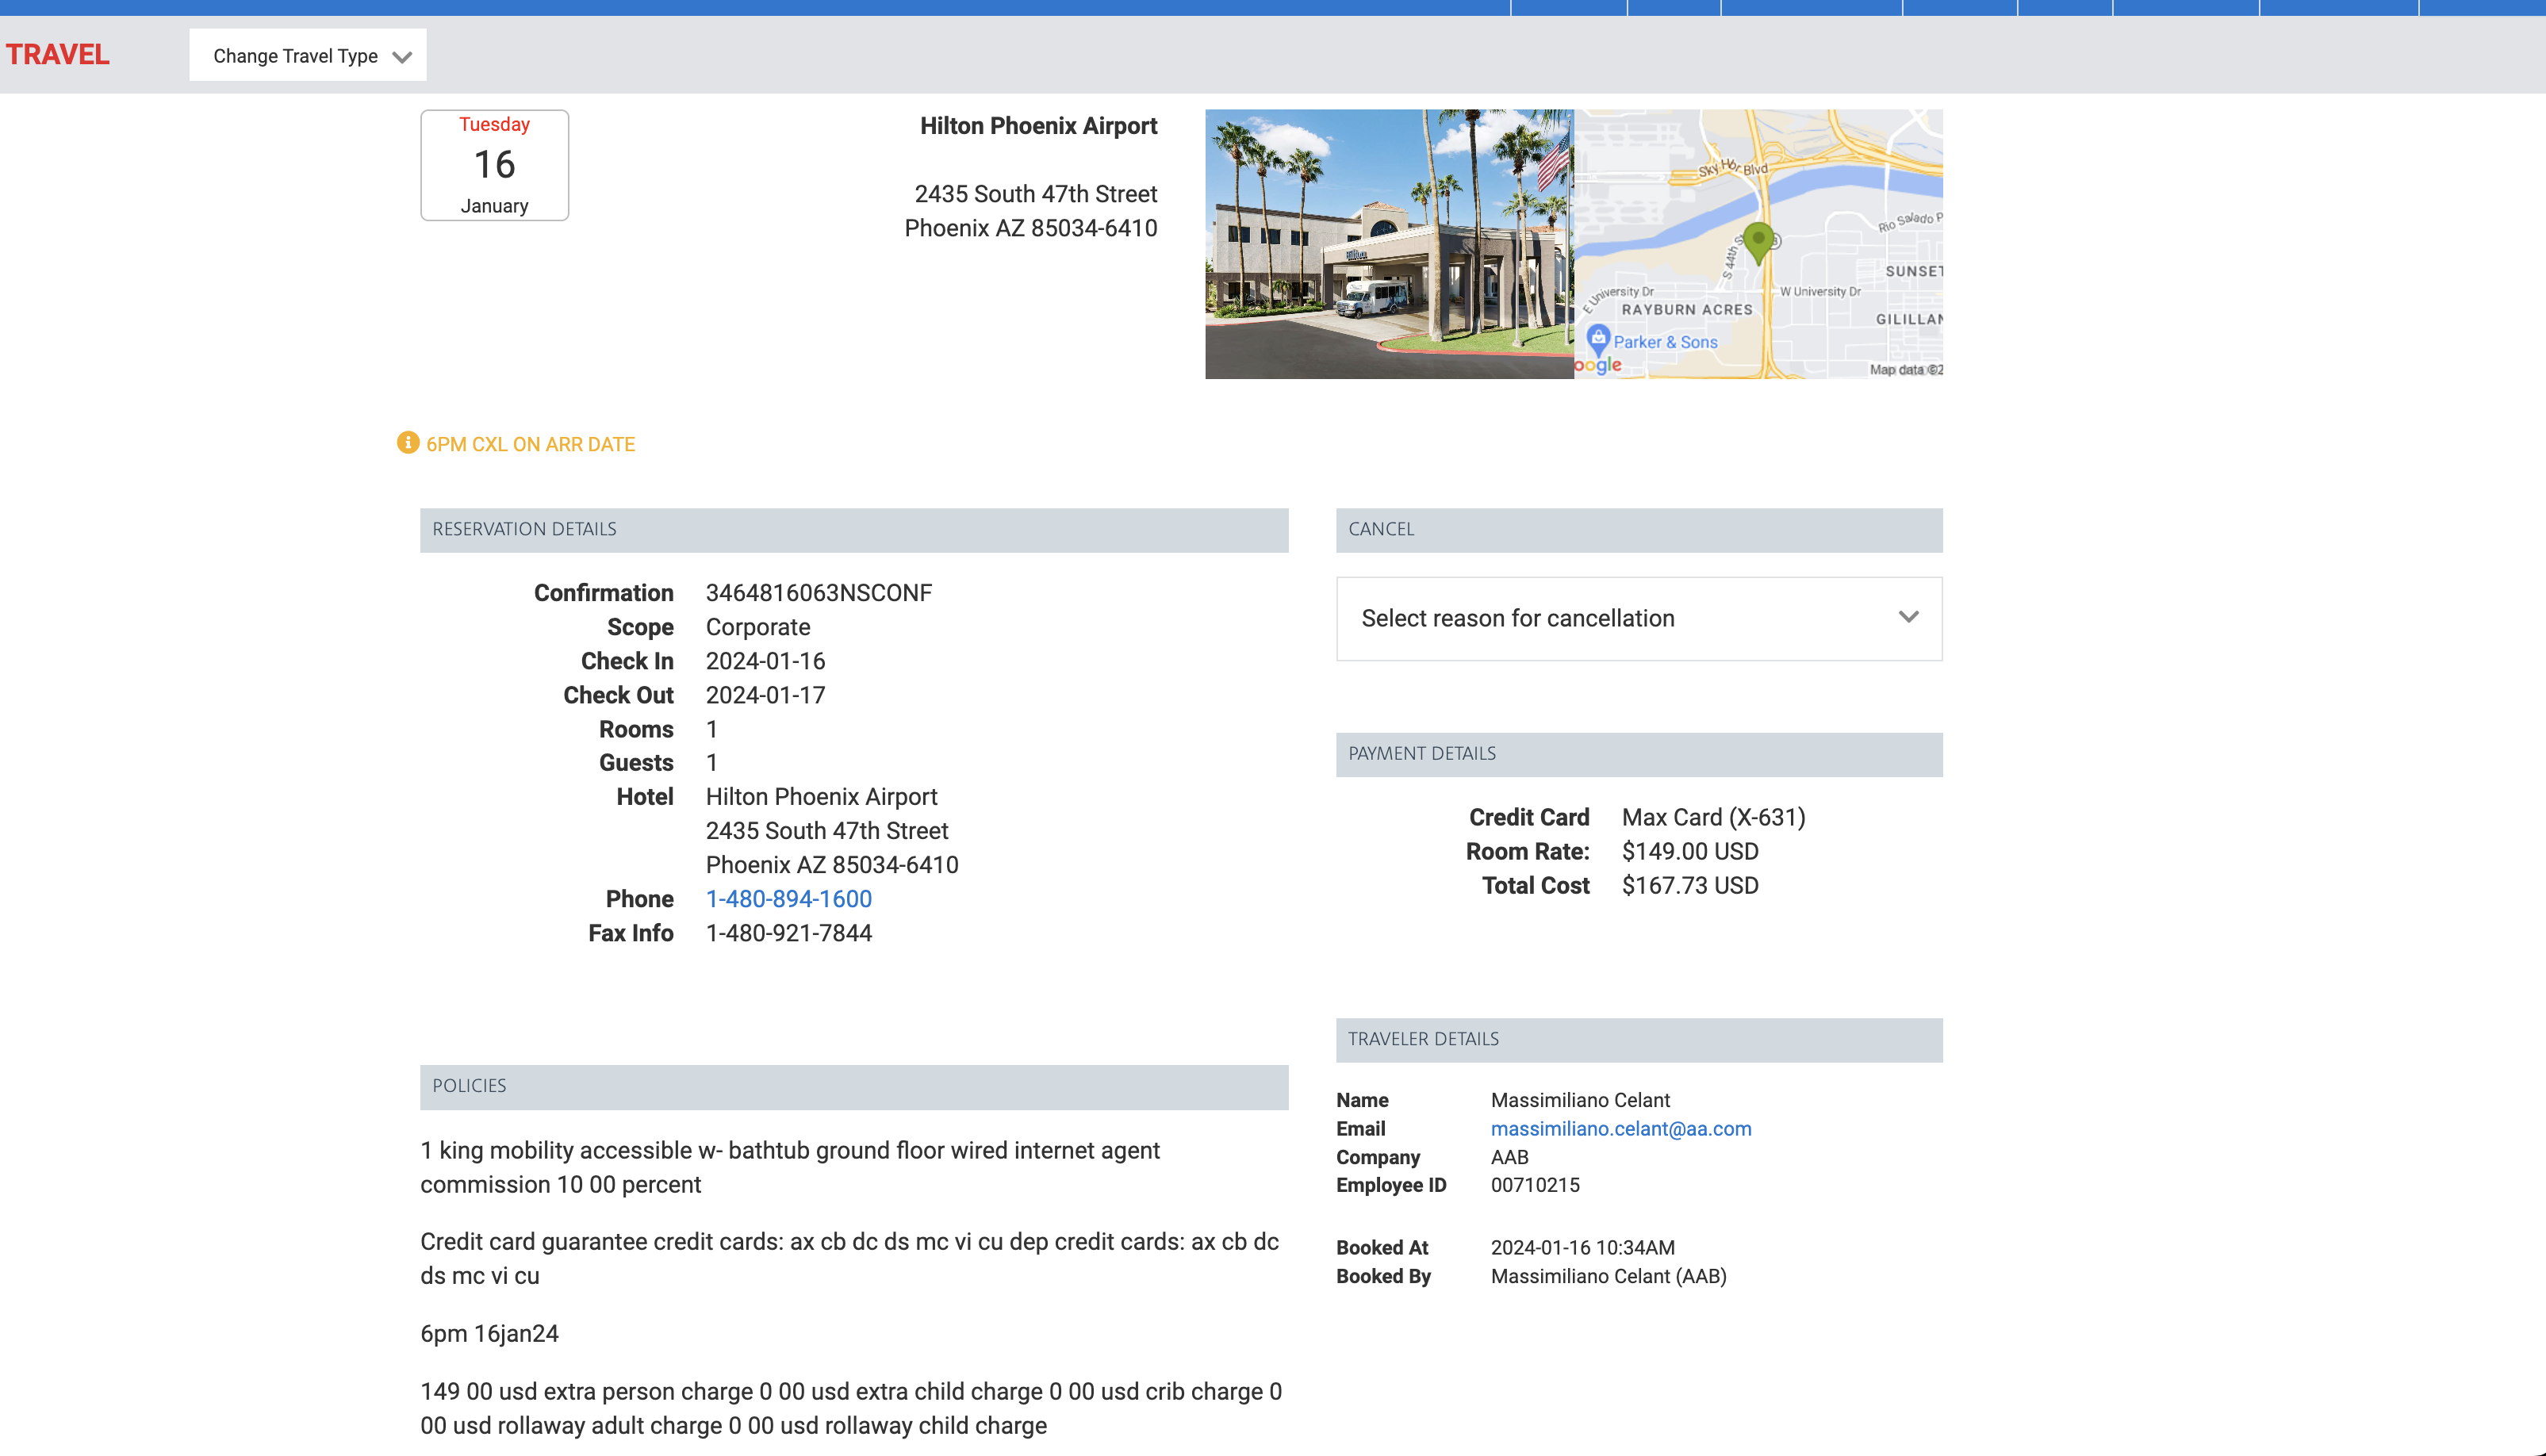 TRAVEL
Change Travel Type
Tuesday
16
January
Hilton Phoenix Airport
2435 South 47th Street
Phoenix AZ 85034-6410
Hilton
Sky Hbr Blvd
Rio Salado P
S 44th S
SUNSET
E University Dr
W University Dr
RAYBURN ACRES
GILILLAN
Parker & Sons
oogle
Map data ©2
6PM CXL ON ARR DATE
RESERVATION DETAILS
Confirmation 3464816063NSCONF
Scope Corporate
Check In 2024-01-16
Check Out 2024-01-17
Rooms 1
Guests 1
Hotel Hilton Phoenix Airport
2435 South 47th Street
Phoenix AZ 85034-6410
Phone 1-480-894-1600
Fax Info 1-480-921-7844
POLICIES
1 king mobility accessible w- bathtub ground floor wired internet agent
commission 10 00 percent
Credit card guarantee credit cards: ax cb dc ds mc vi cu dep credit cards: ax cb dc
ds mc vi cu
6pm 16jan24
149 00 usd extra person charge 0 00 usd extra child charge 0 00 usd crib charge 0
00 usd rollaway adult charge 0 00 usd rollaway child charge
CANCEL
Select reason for cancellation
PAYMENT DETAILS
Credit Card Max Card (X-631)
Room Rate: $149.00 USD
Total Cost $167.73 USD
TRAVELER DETAILS
Name Massimiliano Celant
Email massimiliano.celant@aa.com
Company AAB
Employee ID 00710215
Booked At 2024-01-16 10:34AM
Booked By Massimiliano Celant (AAB)